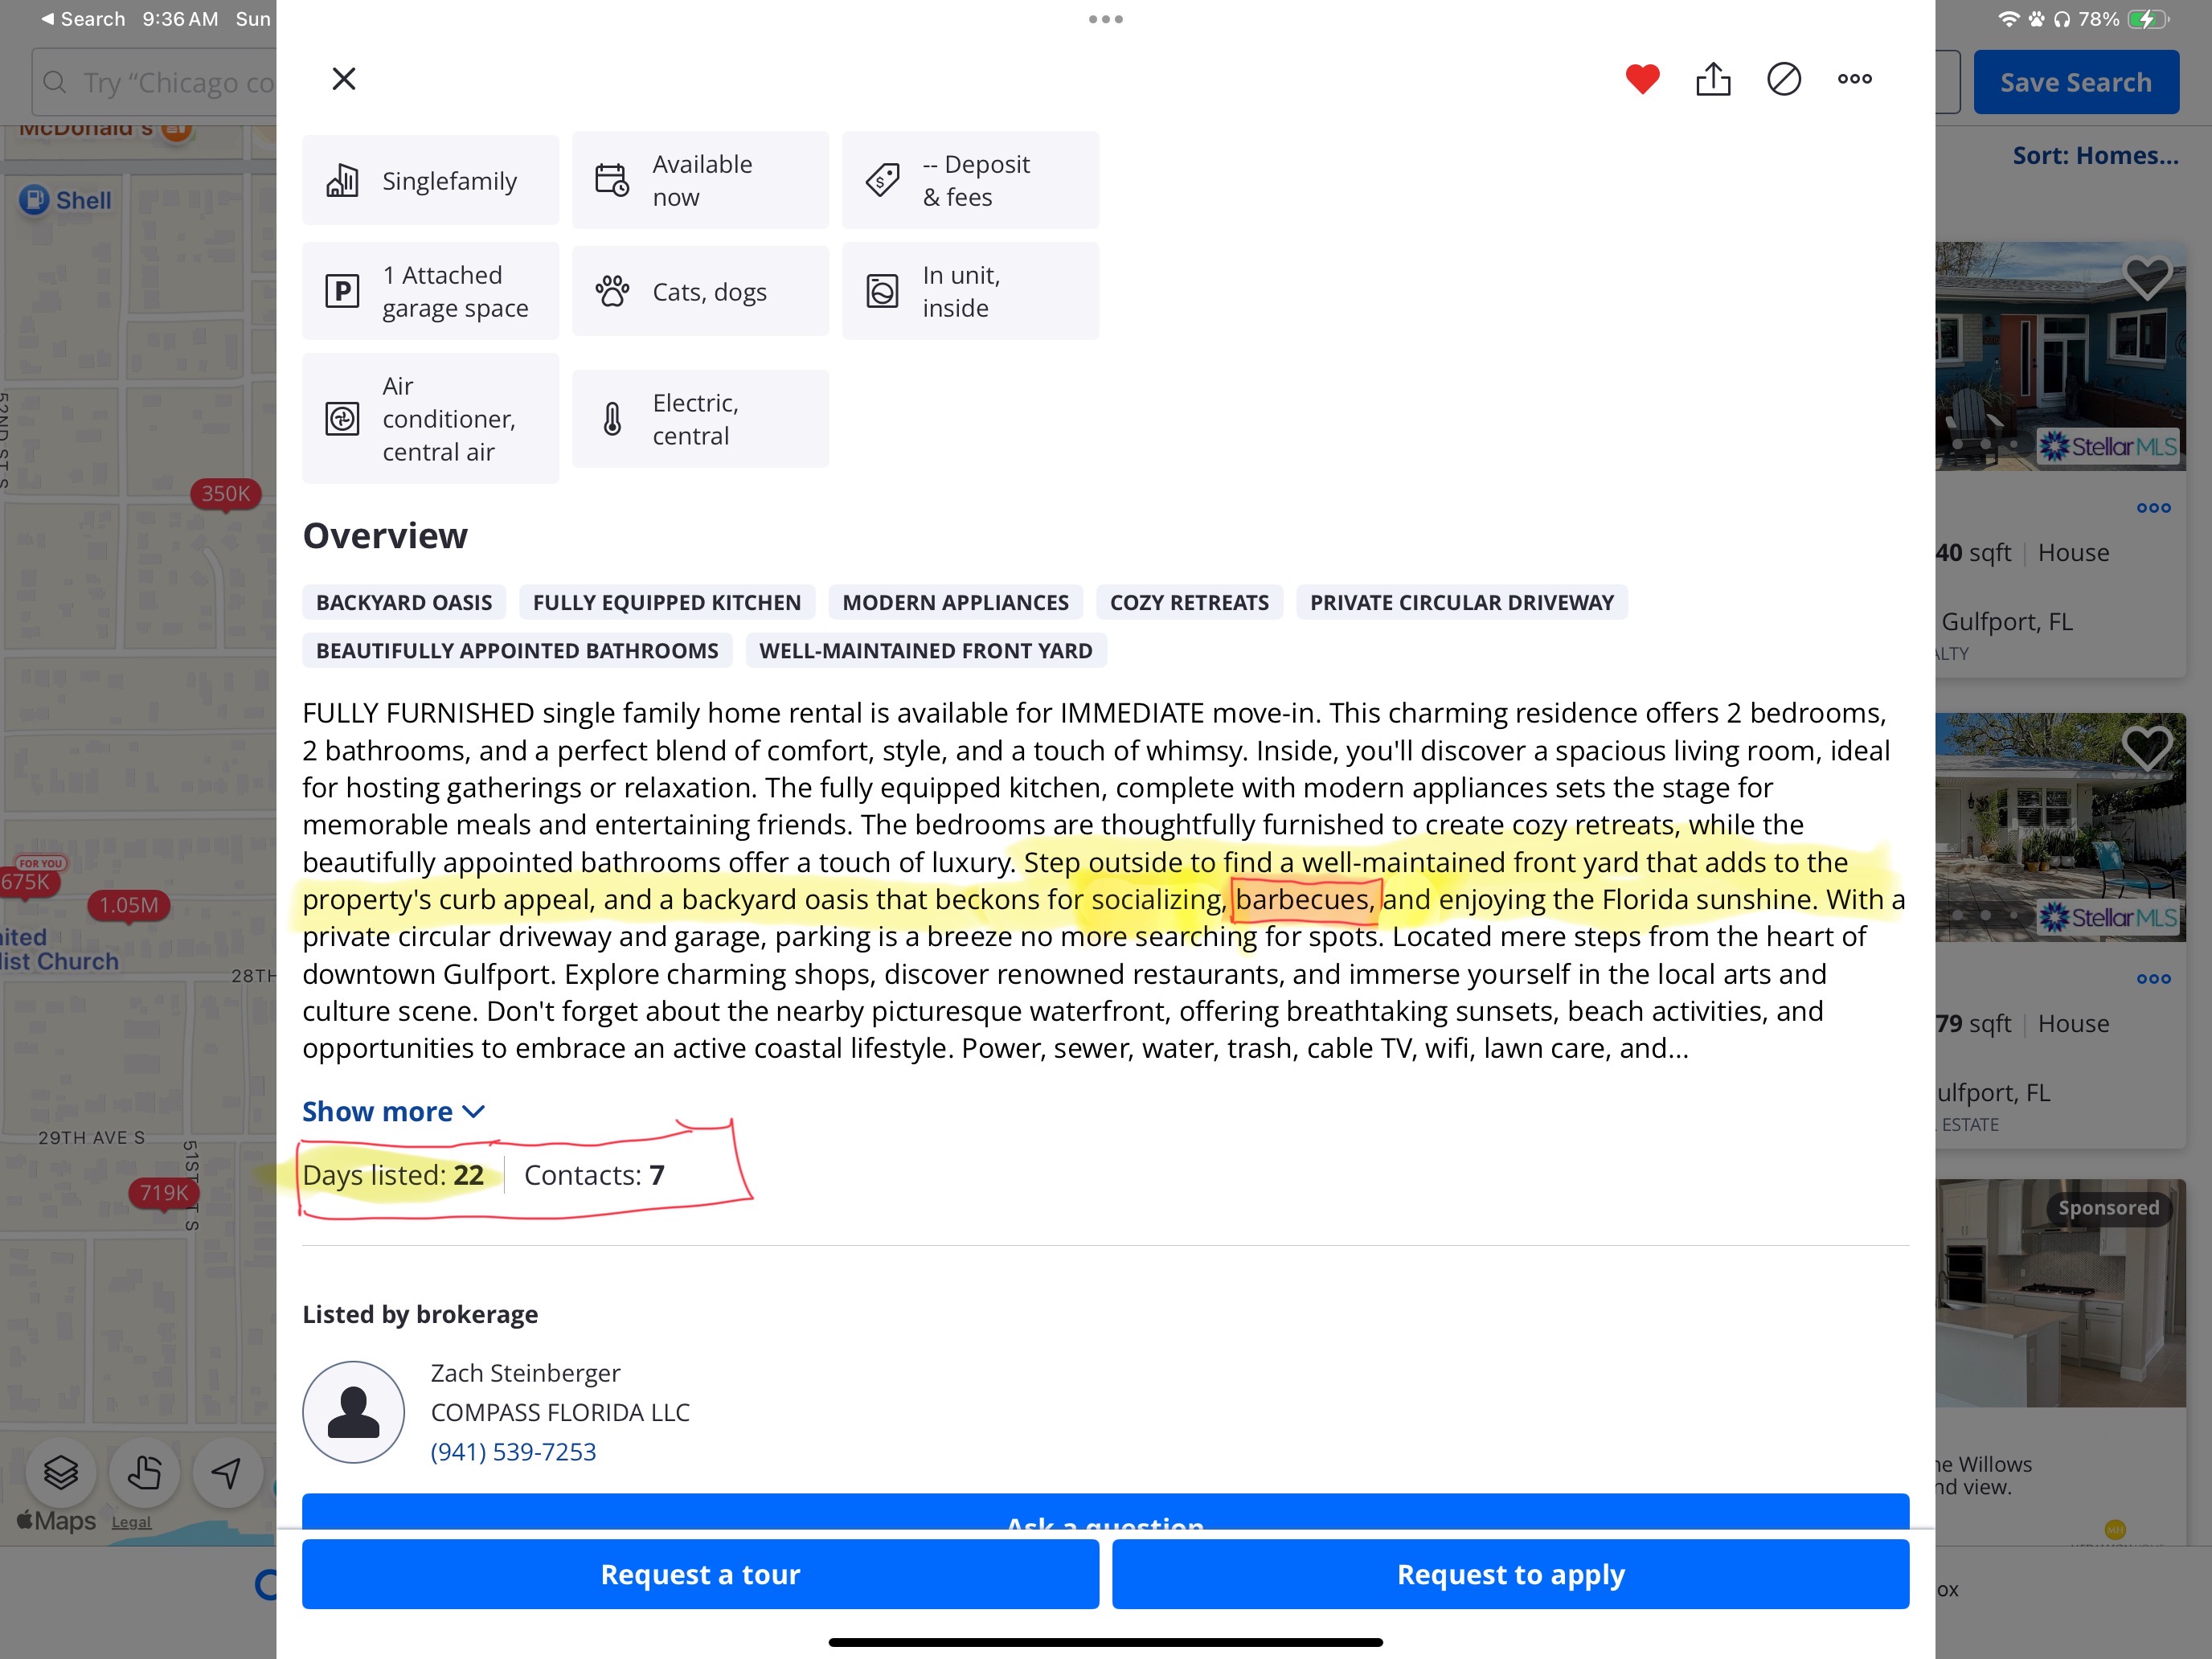 ◀ Search 9:36 AM Sun
78%
Try “Chicago co
Save Search
McDonald's
Sort: Homes...
Shell
52ND ST S
350K
FOR YOU
675K
1.05M
ited
list Church
28TH
29TH AVE S
51ST ST S
719K
Maps Legal
Singlefamily
Available
now
-- Deposit
& fees
P
1 Attached
garage space
Cats, dogs
In unit,
inside
Air
conditioner,
central air
Electric,
central
Overview
BACKYARD OASIS FULLY EQUIPPED KITCHEN MODERN APPLIANCES COZY RETREATS PRIVATE CIRCULAR DRIVEWAY
BEAUTIFULLY APPOINTED BATHROOMS WELL-MAINTAINED FRONT YARD
FULLY FURNISHED single family home rental is available for IMMEDIATE move-in. This charming residence offers 2 bedrooms,
2 bathrooms, and a perfect blend of comfort, style, and a touch of whimsy. Inside, you'll discover a spacious living room, ideal
for hosting gatherings or relaxation. The fully equipped kitchen, complete with modern appliances sets the stage for
memorable meals and entertaining friends. The bedrooms are thoughtfully furnished to create cozy retreats, while the
beautifully appointed bathrooms offer a touch of luxury. Step outside to find a well-maintained front yard that adds to the
property's curb appeal, and a backyard oasis that beckons for socializing, barbecues, and enjoying the Florida sunshine. With a
private circular driveway and garage, parking is a breeze no more searching for spots. Located mere steps from the heart of
downtown Gulfport. Explore charming shops, discover renowned restaurants, and immerse yourself in the local arts and
culture scene. Don't forget about the nearby picturesque waterfront, offering breathtaking sunsets, beach activities, and
opportunities to embrace an active coastal lifestyle. Power, sewer, water, trash, cable TV, wifi, lawn care, and...
Show more
Days listed: 22 Contacts: 7
Listed by brokerage
Zach Steinberger
COMPASS FLORIDA LLC
(941) 539-7253
Ask a question
Request a tour
Request to apply
StellarMLS
40 sqft | House
Gulfport, FL
ALTY
StellarMLS
79 sqft | House
ulfport, FL
ESTATE
Sponsored
he Willows
nd view.
MH
ox